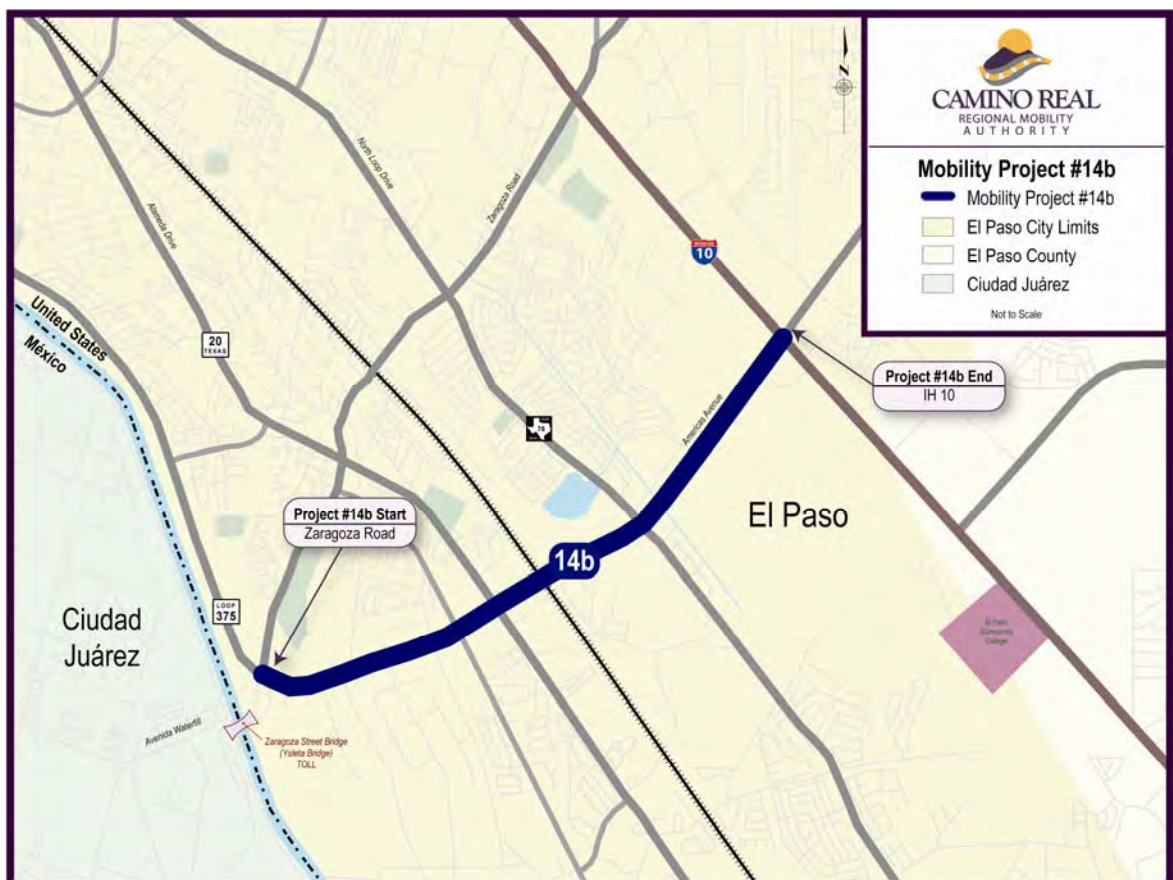 CAMINO REAL
REGIONAL MOBILITY
AUTHORITY
Mobility Project #14b
Mobility Project #14b
El Paso City Limits
El Paso County
Ciudad Juárez
Not to Scale
N
North Loop Drive
Zaragoza Road
Alameda Drive
INTERSTATE
10
United States
México
20
TEXAS
Project #14b End
IH 10
Americas Avenue
76
Project #14b Start
Zaragoza Road
El Paso
14b
LOOP
375
Ciudad
Juárez
El Paso
Community
College
Avenida Waterfill
Zaragoza Street Bridge
(Ysleta Bridge)
TOLL